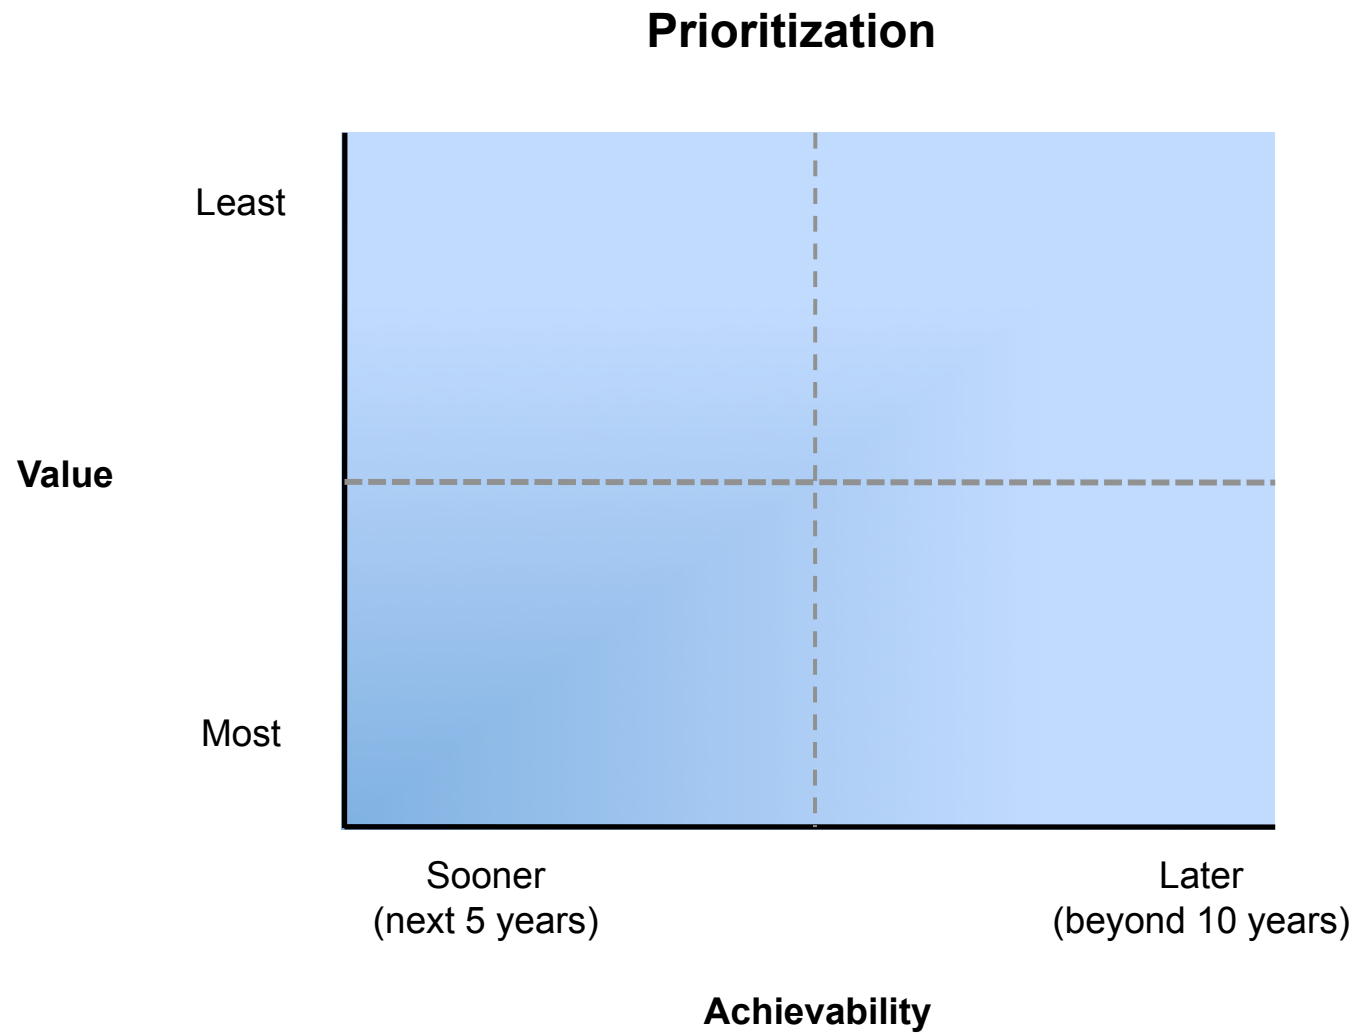 Prioritization
Least
Value
Most
Sooner
(next 5 years)
Later
(beyond 10 years)
Achievability